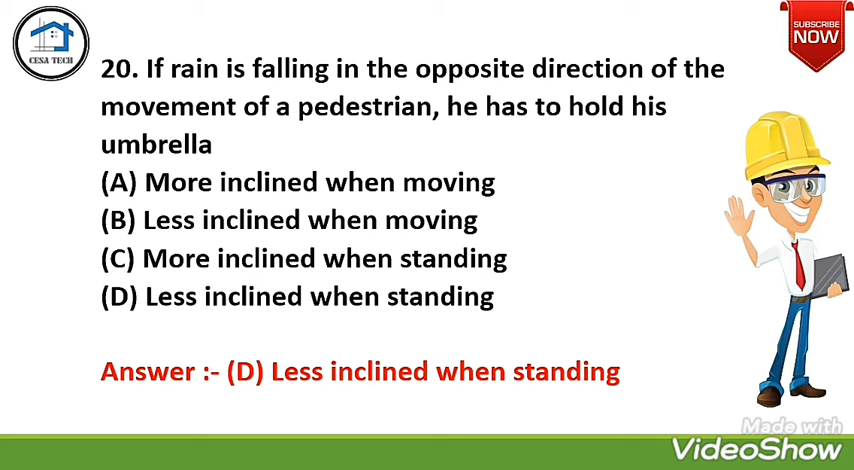 CESA TECH
SUBSCRIBE
NOW
20. If rain is falling in the opposite direction of the
movement of a pedestrian, he has to hold his
umbrella
(A) More inclined when moving
(B) Less inclined when moving
(C) More inclined when standing
(D) Less inclined when standing
Answer :- (D) Less inclined when standing
Made with
VideoShow